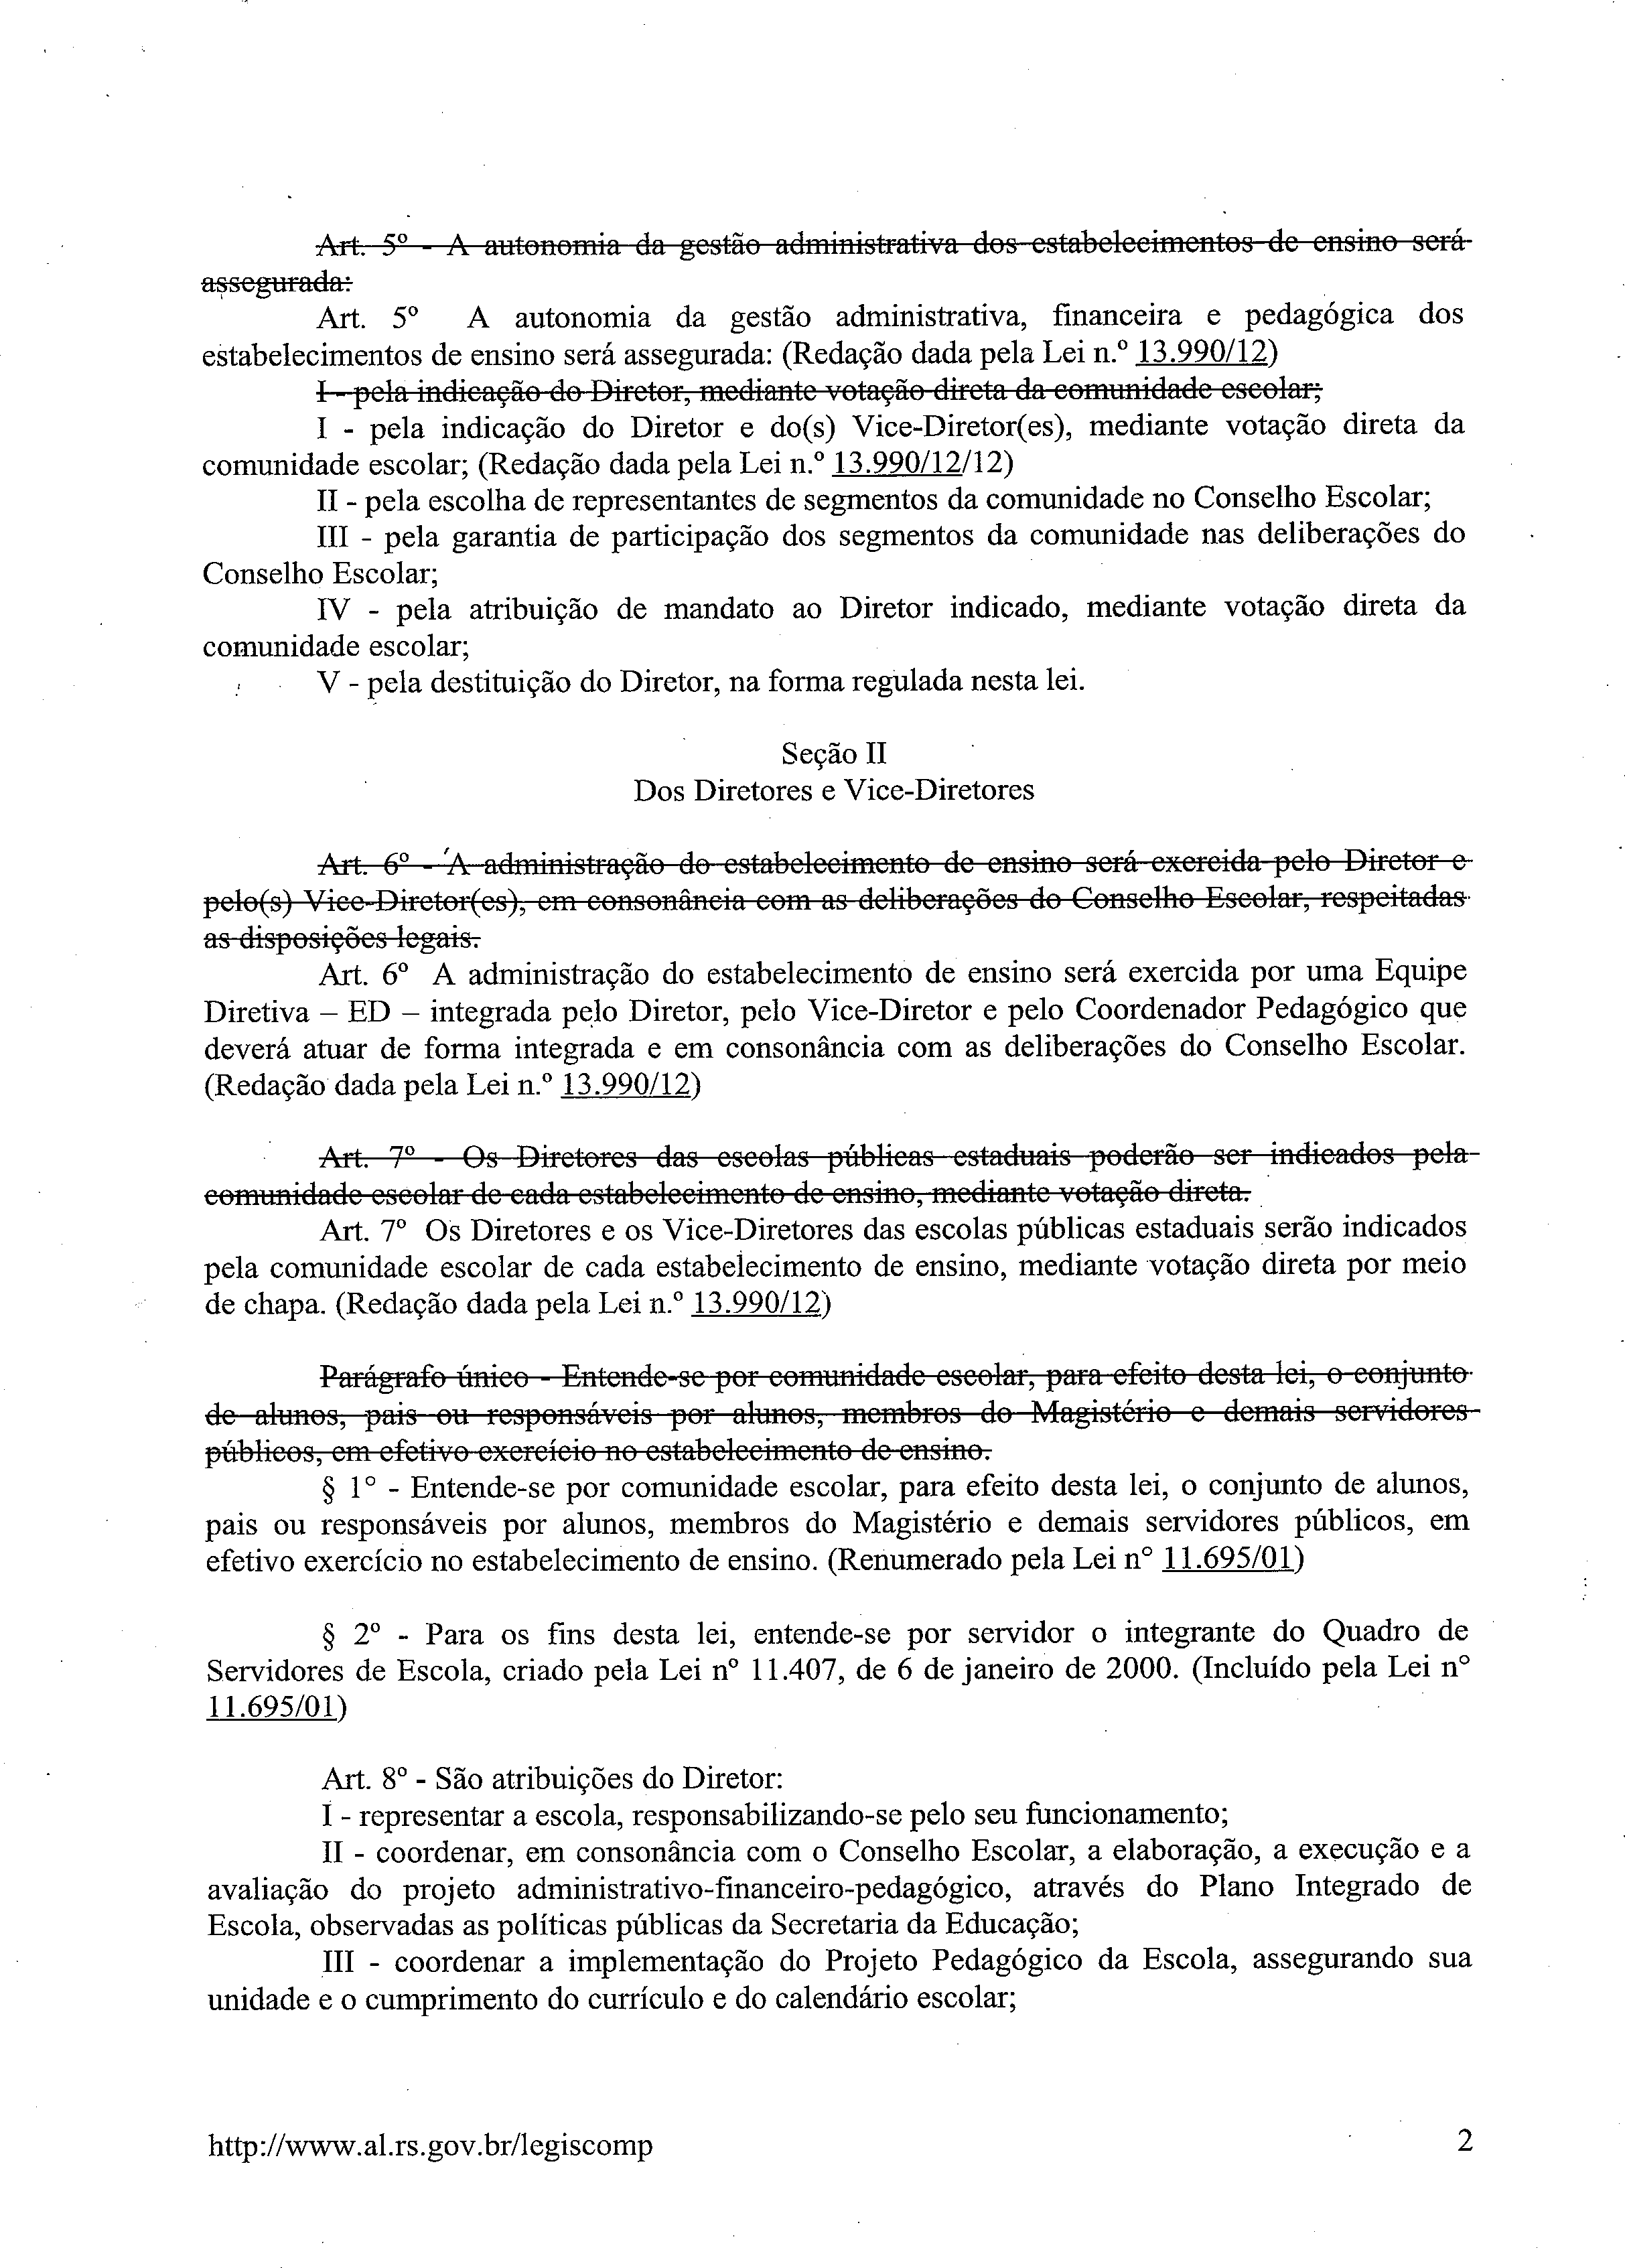 Art. 5º - A autonomia da gestão administrativa dos estabelecimentos de ensino será
assegurada:
Art. 5º A autonomia da gestão administrativa, financeira e pedagógica dos
estabelecimentos de ensino será assegurada: (Redação dada pela Lei n.º 13.990/12)
I - pela indicação do Diretor, mediante votação direta da comunidade escolar;
I - pela indicação do Diretor e do(s) Vice-Diretor(es), mediante votação direta da
comunidade escolar; (Redação dada pela Lei n.º 13.990/12/12)
II - pela escolha de representantes de segmentos da comunidade no Conselho Escolar;
III - pela garantia de participação dos segmentos da comunidade nas deliberações do
Conselho Escolar;
IV - pela atribuição de mandato ao Diretor indicado, mediante votação direta da
comunidade escolar;
V - pela destituição do Diretor, na forma regulada nesta lei.
Seção II
Dos Diretores e Vice-Diretores
Art. 6º - A administração do estabelecimento de ensino será exercida pelo Diretor e
pelo(s) Vice-Diretor(es), em consonância com as deliberações do Conselho Escolar, respeitadas
as disposições legais.
Art. 6º A administração do estabelecimento de ensino será exercida por uma Equipe
Diretiva – ED – integrada pelo Diretor, pelo Vice-Diretor e pelo Coordenador Pedagógico que
deverá atuar de forma integrada e em consonância com as deliberações do Conselho Escolar.
(Redação dada pela Lei n.º 13.990/12)
Art. 7º - Os Diretores das escolas públicas estaduais poderão ser indicados pela
comunidade escolar de cada estabelecimento de ensino, mediante votação direta.
Art. 7º Os Diretores e os Vice-Diretores das escolas públicas estaduais serão indicados
pela comunidade escolar de cada estabelecimento de ensino, mediante votação direta por meio
de chapa. (Redação dada pela Lei n.º 13.990/12)
Parágrafo único - Entende-se por comunidade escolar, para efeito desta lei, o conjunto
de alunos, pais ou responsáveis por alunos, membros do Magistério e demais servidores
públicos, em efetivo exercício no estabelecimento de ensino.
§ 1° - Entende-se por comunidade escolar, para efeito desta lei, o conjunto de alunos,
pais ou responsáveis por alunos, membros do Magistério e demais servidores públicos, em
efetivo exercício no estabelecimento de ensino. (Renumerado pela Lei n° 11.695/01)
§ 2º - Para os fins desta lei, entende-se por servidor o integrante do Quadro de
Servidores de Escola, criado pela Lei nº 11.407, de 6 de janeiro de 2000. (Incluído pela Lei n°
11.695/01)
Art. 8º - São atribuições do Diretor:
I - representar a escola, responsabilizando-se pelo seu funcionamento;
II - coordenar, em consonância com o Conselho Escolar, a elaboração, a execução e a
avaliação do projeto administrativo-financeiro-pedagógico, através do Plano Integrado de
Escola, observadas as políticas públicas da Secretaria da Educação;
III - coordenar a implementação do Projeto Pedagógico da Escola, assegurando sua
unidade e o cumprimento do currículo e do calendário escolar;
http://www.al.rs.gov.br/legiscomp
2